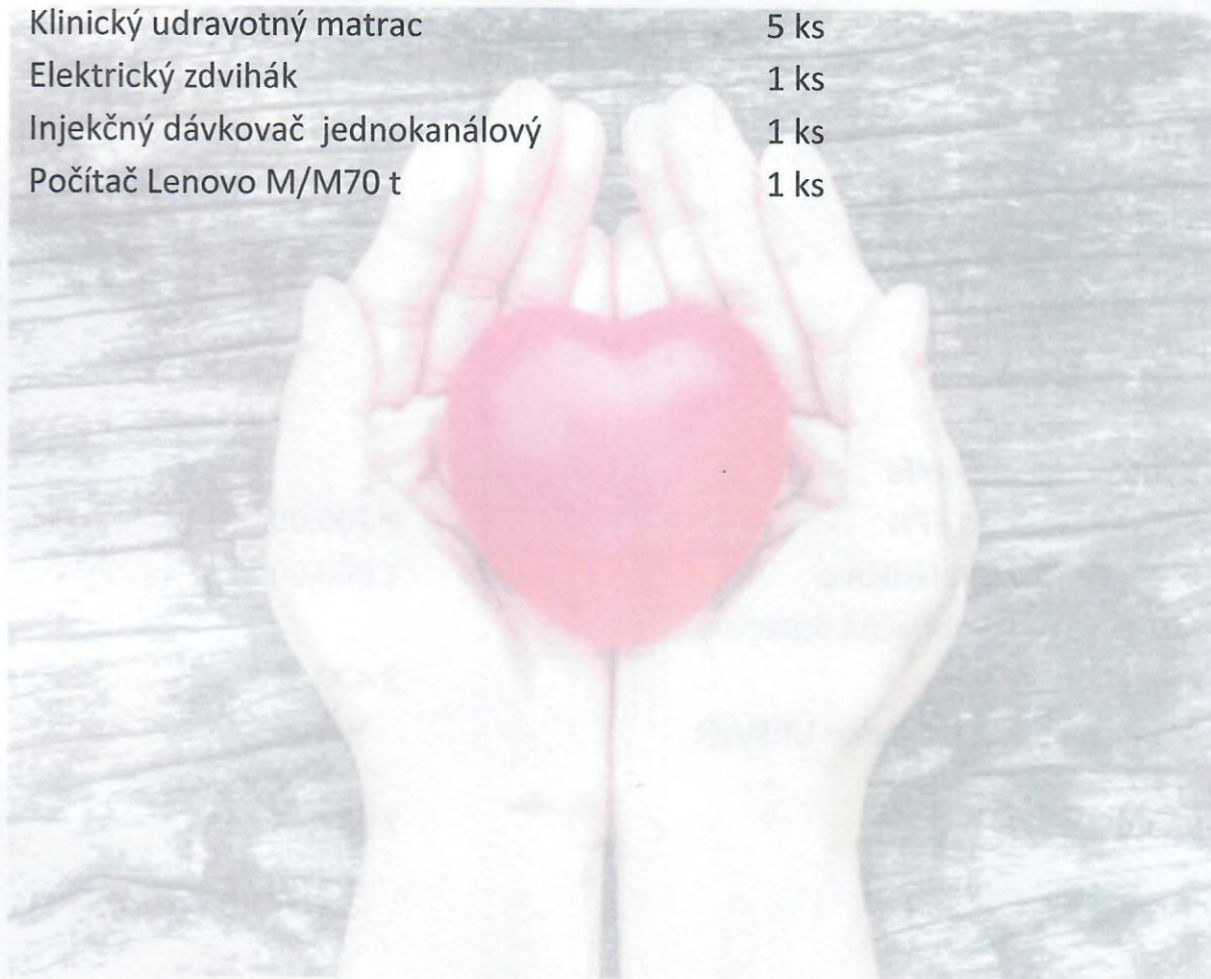 Klinický udravotný matrac 5 ks
Elektrický zdvihák 1 ks
Injekčný dávkovač jednokanálový 1 ks
Počítač Lenovo M/M70 t 1 ks